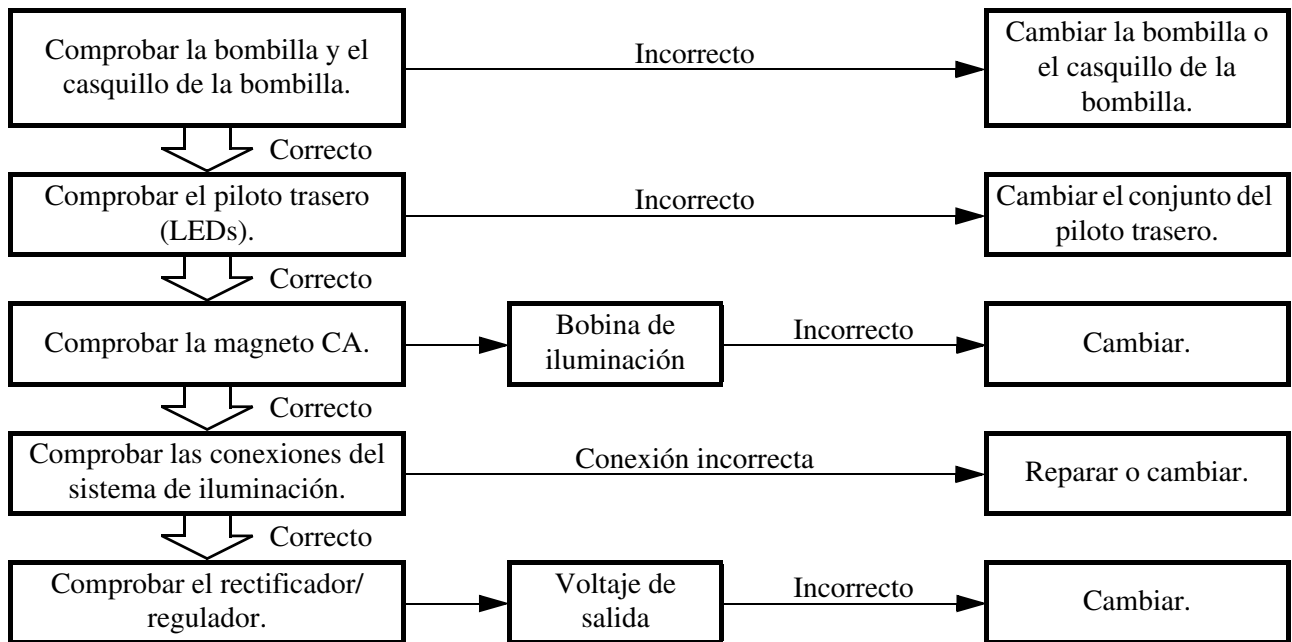 Comprobar la bombilla y el
casquillo de la bombilla.
Incorrecto
Cambiar la bombilla o
el casquillo de la
bombilla.
Correcto
Comprobar el piloto trasero
(LEDs).
Incorrecto
Cambiar el conjunto del
piloto trasero.
Correcto
Comprobar la magneto CA.
Bobina de
iluminación
Incorrecto
Cambiar.
Correcto
Comprobar las conexiones del
sistema de iluminación.
Conexión incorrecta
Reparar o cambiar.
Correcto
Comprobar el rectificador/
regulador.
Voltaje de
salida
Incorrecto
Cambiar.